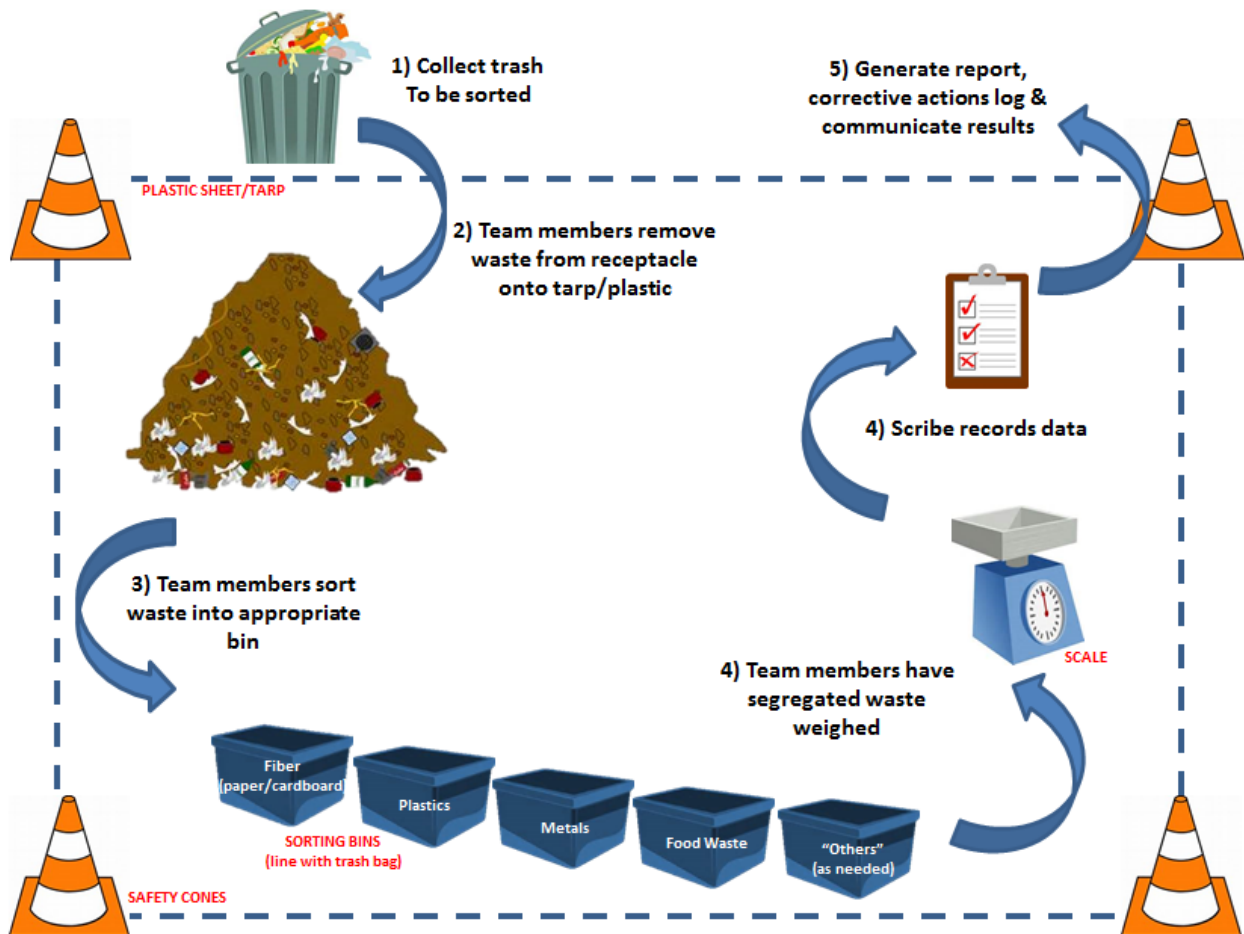 1) Collect trash
To be sorted
5) Generate report,
corrective actions log &
communicate results
PLASTIC SHEET/TARP
2) Team members remove
waste from receptacle
onto tarp/plastic
4) Scribe records data
3) Team members sort
waste into appropriate
bin
SCALE
4) Team members have
segregated waste
weighed
Fiber
(paper/cardboard)
Plastics
Metals
Food Waste
"Others"
(as needed)
SORTING BINS
(line with trash bag)
SAFETY CONES